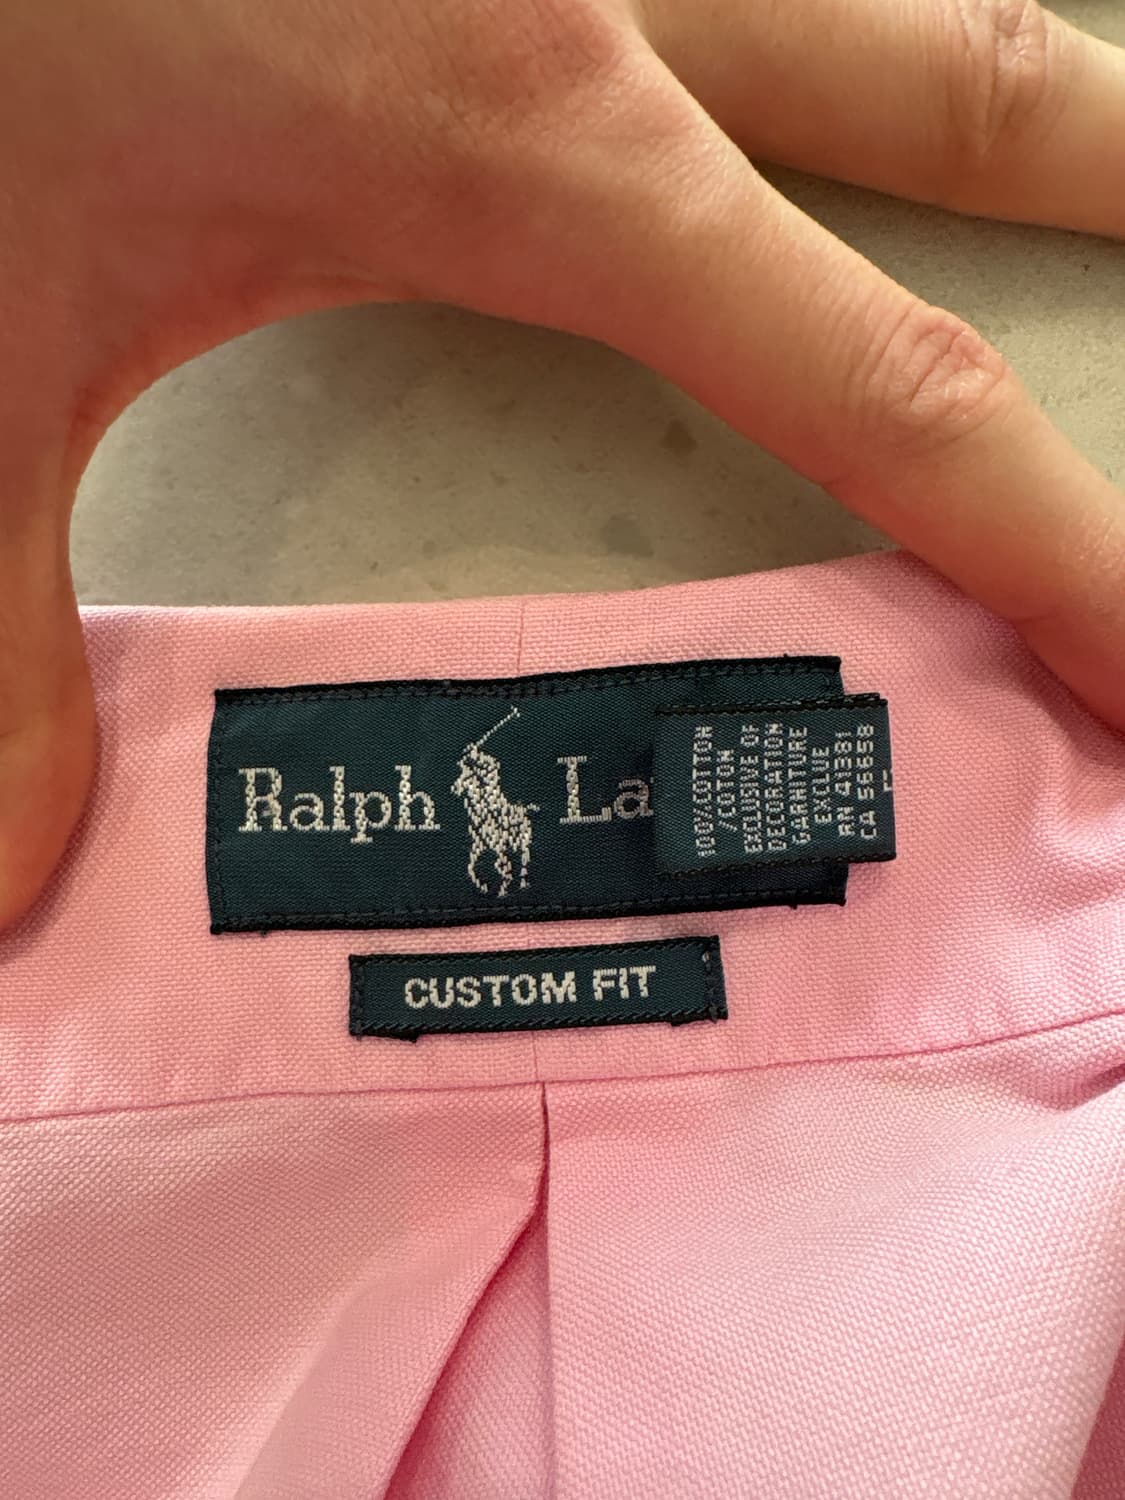 Ralph La
100%COTTON
/COTON
EXCLUSIVE OF
DECORATION
GARNITURE
EXCLUE
RN 41381
CA 56658
CUSTOM FIT